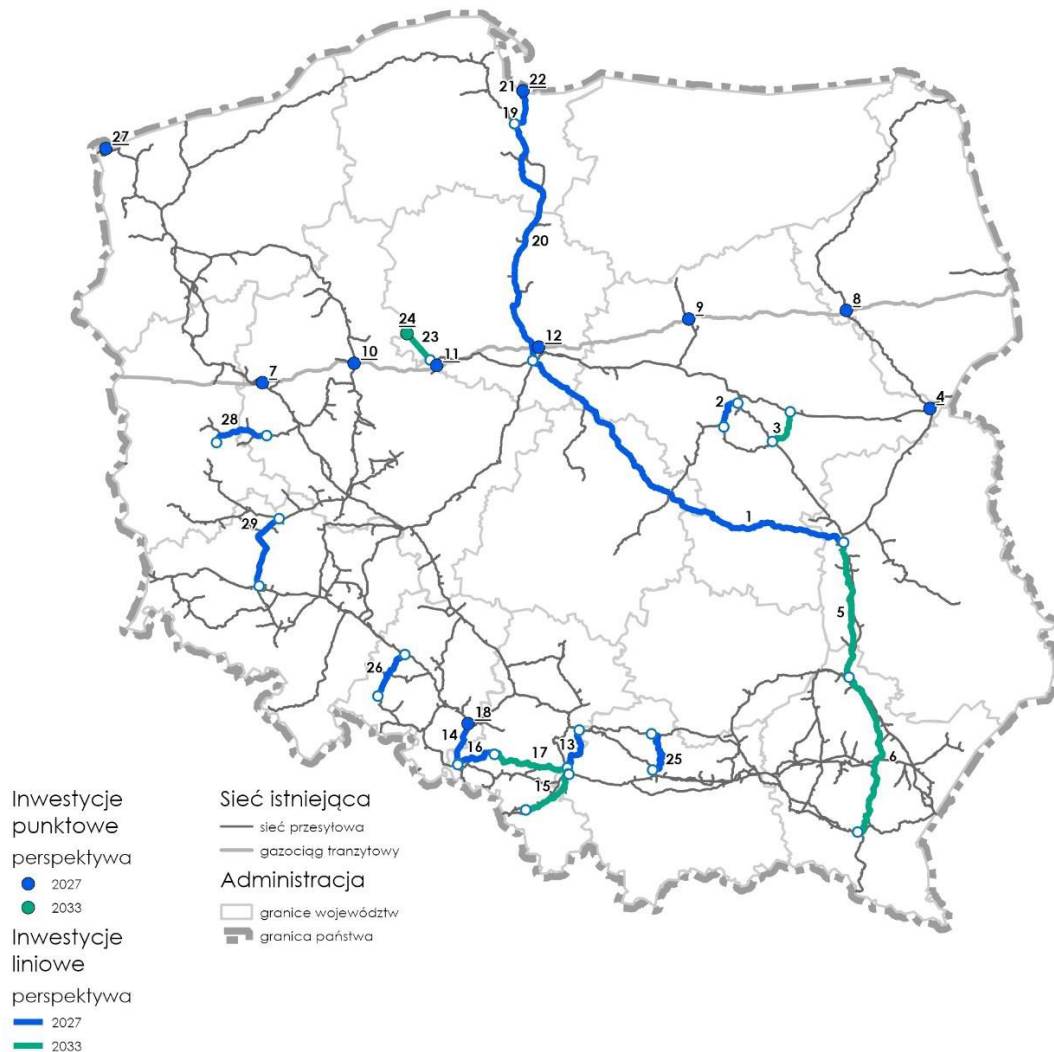 22
21
19
27
20
24
23
12
9
8
10
11
7
4
2
3
28
29
1
5
26
18
14
16
17
13
25
15
6
Inwestycje
punktowe
perspektywa
2027
2033
Inwestycje
liniowe
perspektywa
2027
2033
Sieć istniejąca
sieć przesyłowa
gazociąg tranzytowy
Administracja
granice województw
granica państwa